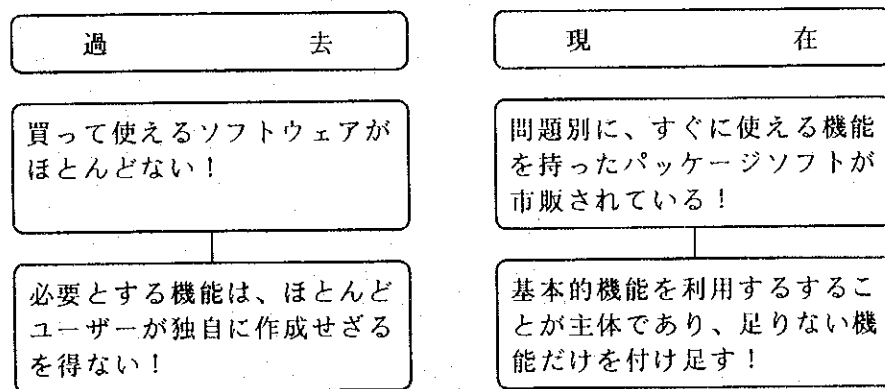 過去
買って使えるソフトウェアが
ほとんどない！
必要とする機能は、ほとんど
ユーザーが独自に作成せざる
を得ない！
現在
問題別に、すぐに使える機能
を持ったパッケージソフトが
市販されている！
基本的機能を利用するするこ
とが主体であり、足りない機
能だけを付け足す！